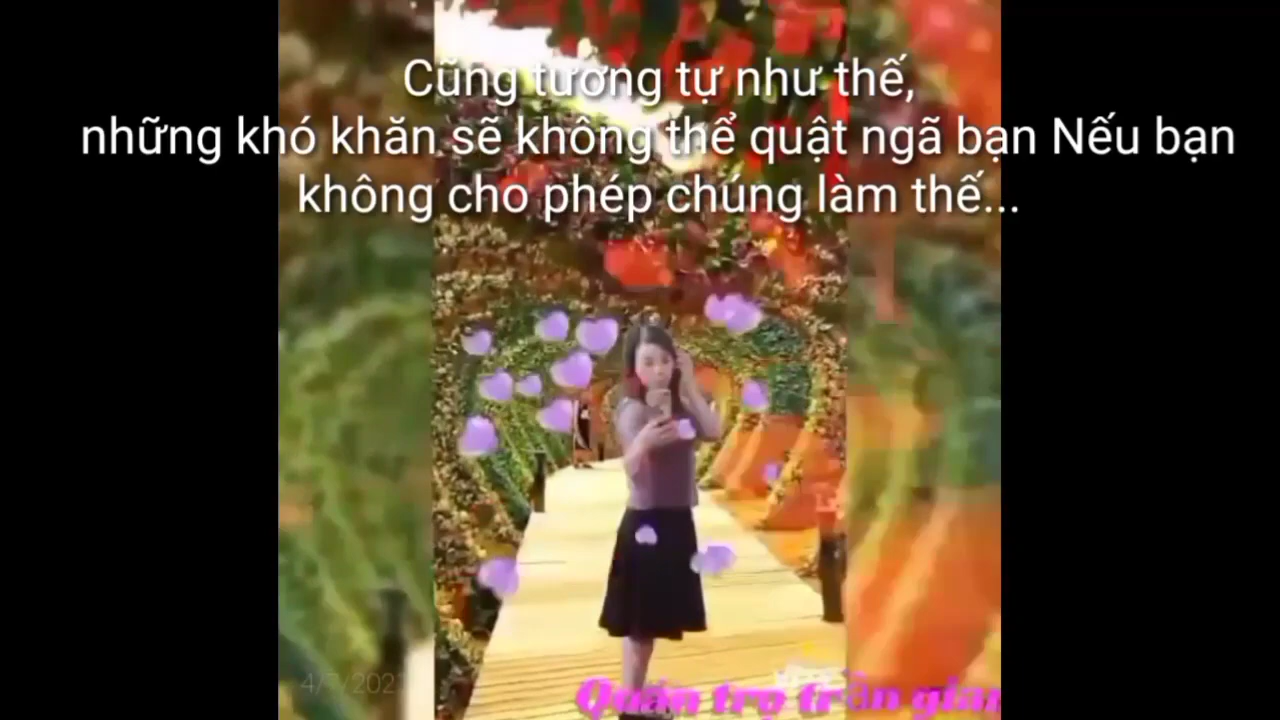 Cũng tương tự như thế,
những khó khăn sẽ không thể quật ngã bạn Nếu bạn
không cho phép chúng làm thế...
Quán trọ trần gian